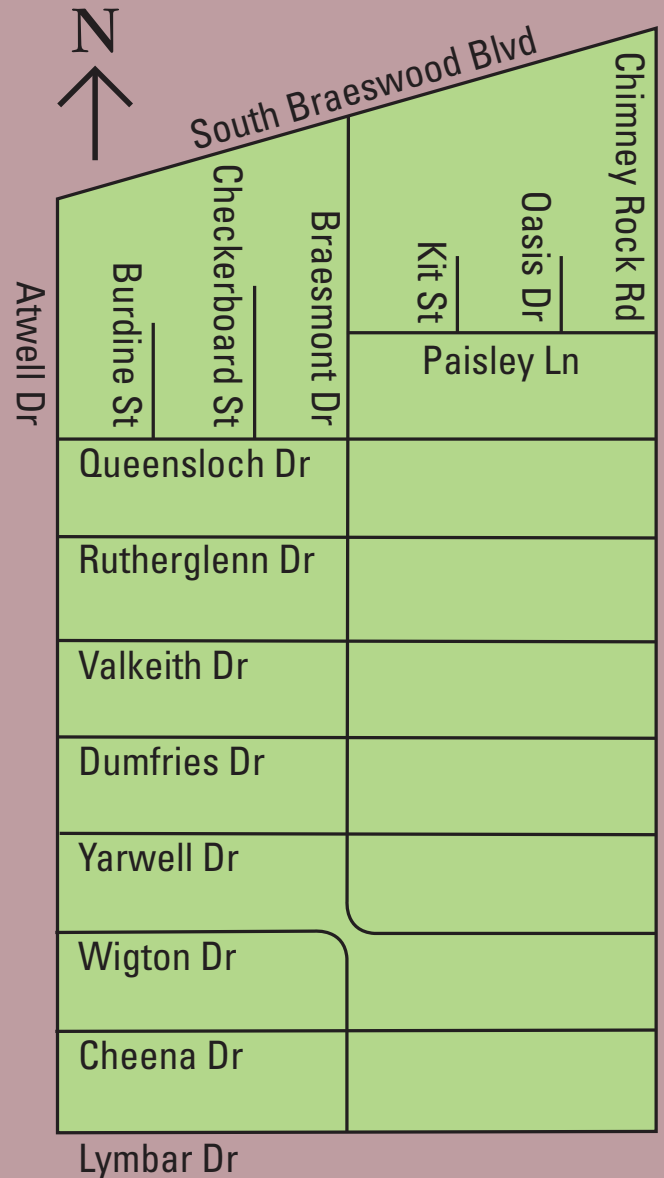 N
South Braeswood Blvd
Chimney Rock Rd
Checkerboard St
Oasis Dr
Braesmont Dr
Kit St
Burdine St
Atwell Dr
Paisley Ln
Queensloch Dr
Rutherglenn Dr
Valkeith Dr
Dumfries Dr
Yarwell Dr
Wigton Dr
Cheena Dr
Lymbar Dr